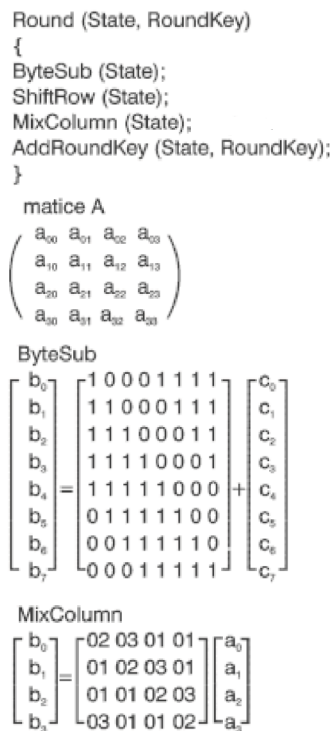 Round (State, RoundKey)
{
ByteSub (State);
ShiftRow (State);
MixColumn (State);
AddRoundKey (State, RoundKey);
}
matice A
a₀₀ a₀₁ a₀₂ a₀₃
a₁₀ a₁₁ a₁₂ a₁₃
a₂₀ a₂₁ a₂₂ a₂₃
a₃₀ a₃₁ a₃₂ a₃₃
ByteSub
b₀ 1 0 0 0 1 1 1 1 c₀
b₁ 1 1 0 0 0 1 1 1 c₁
b₂ 1 1 1 0 0 0 1 1 c₂
b₃ 1 1 1 1 0 0 0 1 c₃
b₄ = 1 1 1 1 1 0 0 0 + c₄
b₅ 0 1 1 1 1 1 0 0 c₅
b₆ 0 0 1 1 1 1 1 0 c₆
b₇ 0 0 0 1 1 1 1 1 c₇
MixColumn
b₀ 02 03 01 01 a₀
b₁ = 01 02 03 01 a₁
b₂ 01 01 02 03 a₂
b₃ 03 01 01 02 a₃